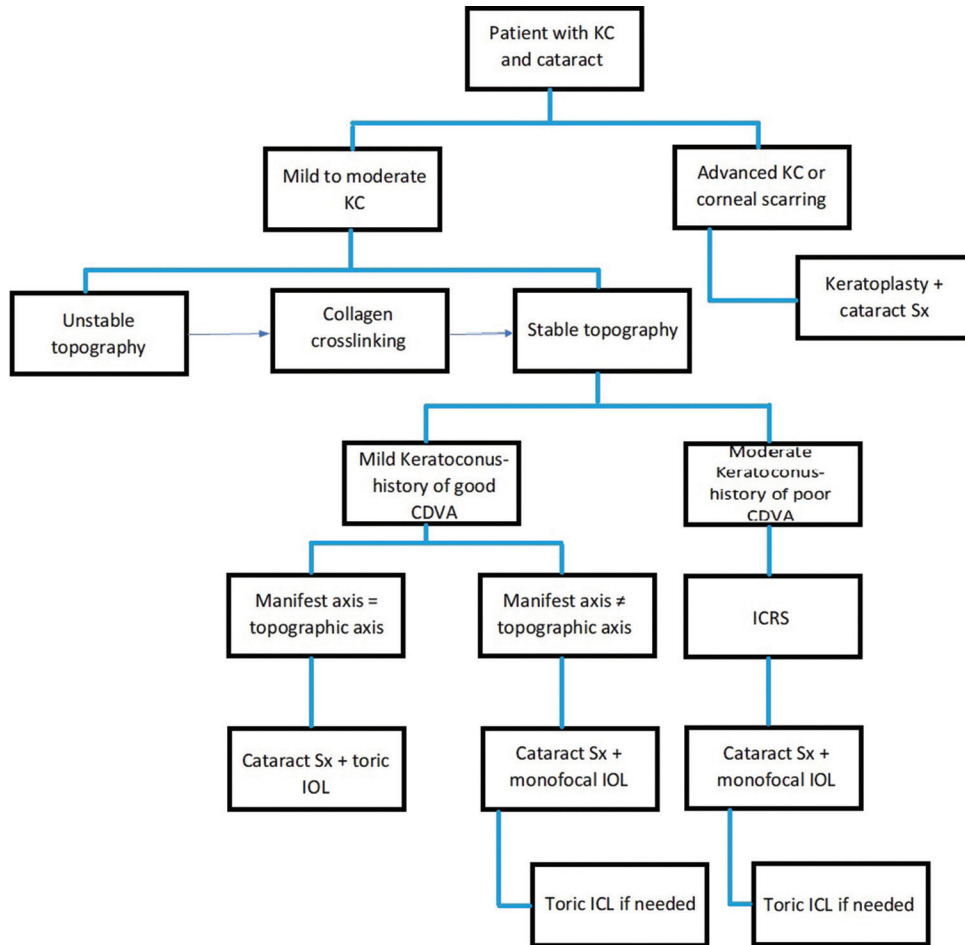 Patient with KC
and cataract
Mild to moderate
KC
Advanced KC or
corneal scarring
Keratoplasty +
cataract Sx
Unstable
topography
Collagen
crosslinking
Stable topography
Mild Keratoconus-
history of good
CDVA
Moderate
Keratoconus-
history of poor
CDVA
Manifest axis =
topographic axis
Manifest axis ≠
topographic axis
ICRS
Cataract Sx + toric
IOL
Cataract Sx +
monofocal IOL
Cataract Sx +
monofocal IOL
Toric ICL if needed
Toric ICL if needed